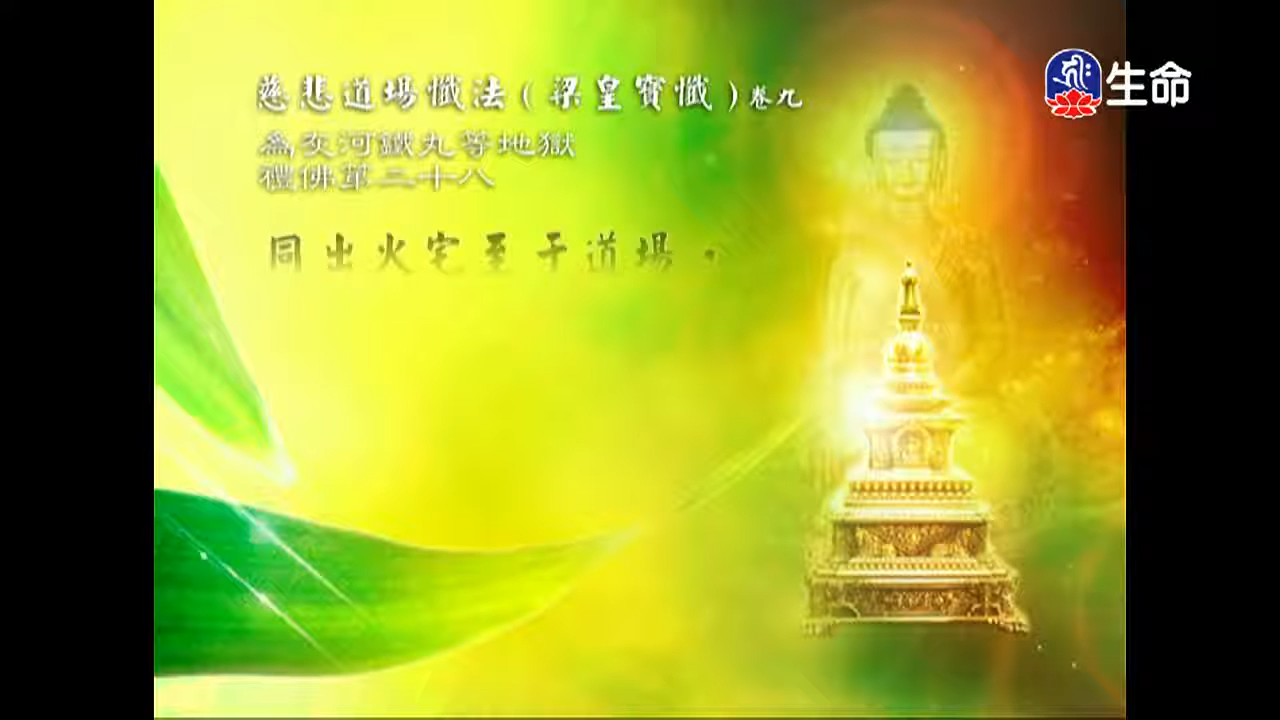 慈悲道場懺法(梁皇寶懺)卷九
生命
為灰河鐵丸等地獄
禮佛第三十八
同出火宅至于道場。